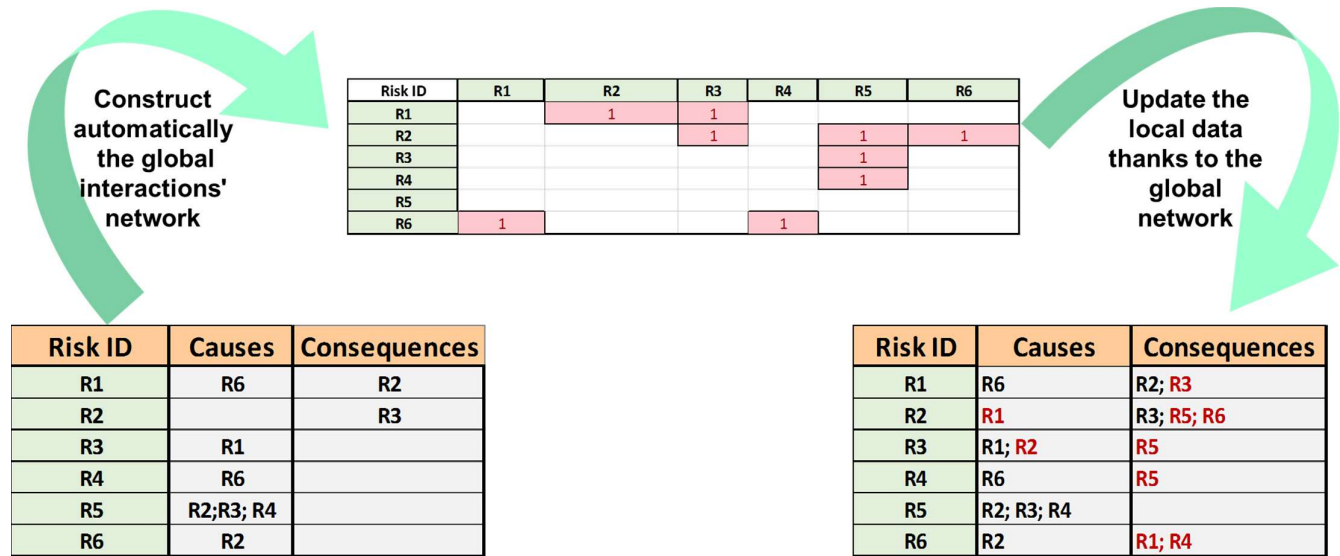 Construct
automatically
the global
interactions'
network
Risk ID R1 R2 R3 R4 R5 R6
R1 1 1
R2 1 1 1
R3 1
R4 1
R5
R6 1 1
Update the
local data
thanks to the
global
network
Risk ID Causes Consequences
R1 R6 R2
R2 R3
R3 R1
R4 R6
R5 R2;R3; R4
R6 R2
Risk ID Causes Consequences
R1 R6 R2; R3
R2 R1 R3; R5; R6
R3 R1; R2 R5
R4 R6 R5
R5 R2; R3; R4
R6 R2 R1; R4